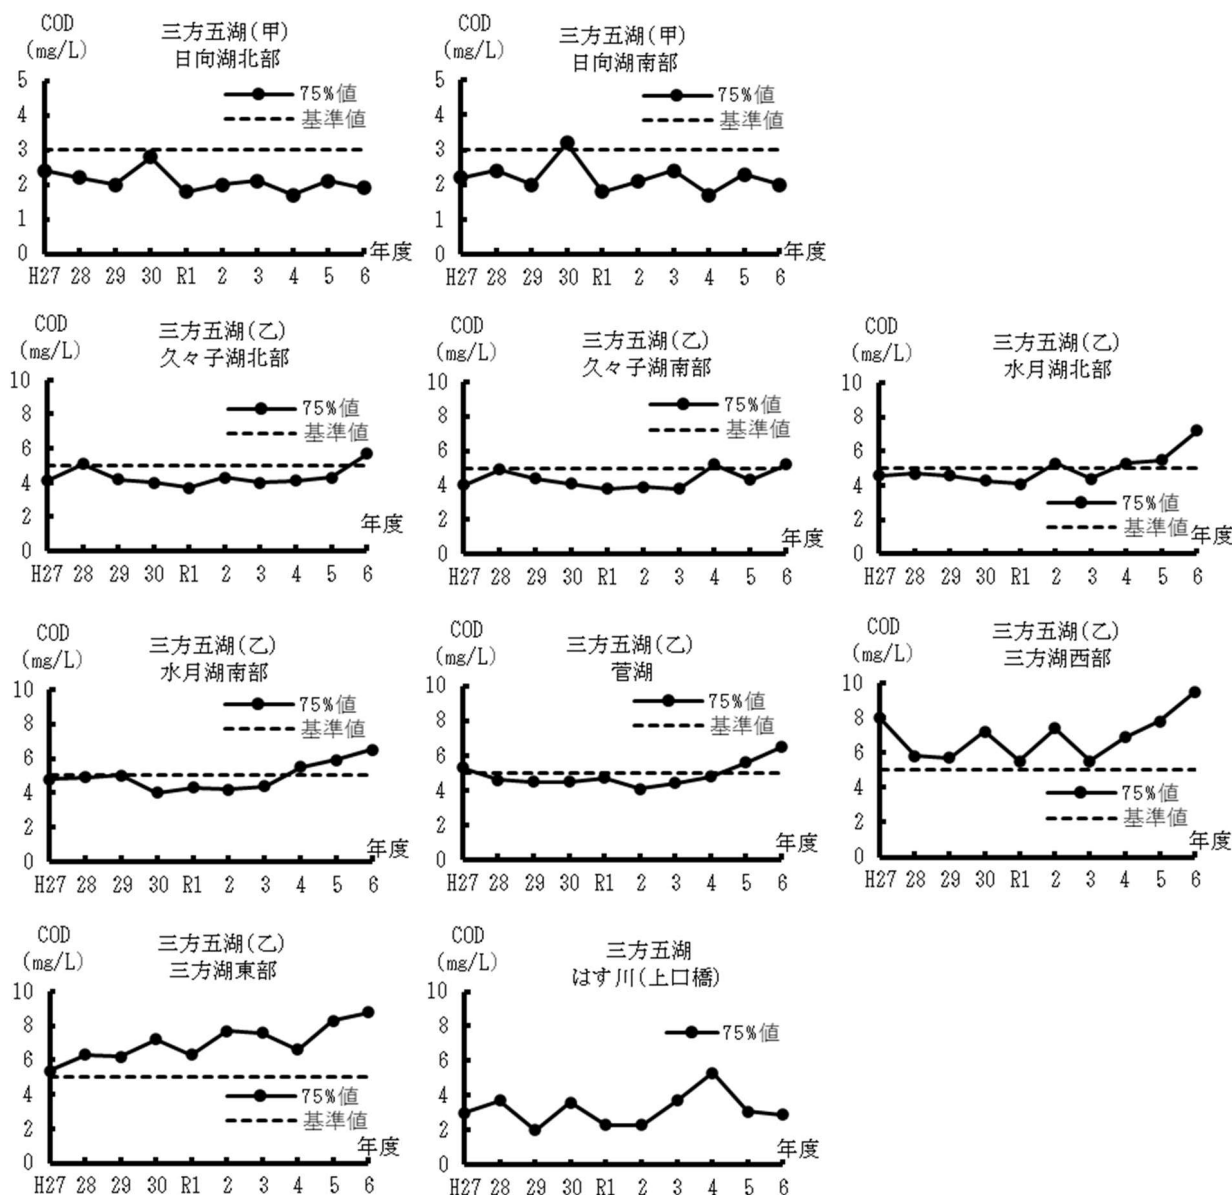 COD
(mg/L)
三方五湖(甲)
日向湖北部
5
4
3
2
1
0
75%値
基準値
年度
H27 28 29 30 R1 2 3 4 5 6
COD
(mg/L)
三方五湖(甲)
日向湖南部
5
4
3
2
1
0
75%値
基準値
年度
H27 28 29 30 R1 2 3 4 5 6
COD
(mg/L)
三方五湖(乙)
久々子湖北部
10
8
6
4
2
0
75%値
基準値
年度
H27 28 29 30 R1 2 3 4 5 6
COD
(mg/L)
三方五湖(乙)
久々子湖南部
10
8
6
4
2
0
75%値
基準値
年度
H27 28 29 30 R1 2 3 4 5 6
COD
(mg/L)
三方五湖(乙)
水月湖北部
10
8
6
4
2
0
75%値
基準値
年度
H27 28 29 30 R1 2 3 4 5 6
COD
(mg/L)
三方五湖(乙)
水月湖南部
10
8
6
4
2
0
75%値
基準値
年度
H27 28 29 30 R1 2 3 4 5 6
COD
(mg/L)
三方五湖(乙)
菅湖
10
8
6
4
2
0
75%値
基準値
年度
H27 28 29 30 R1 2 3 4 5 6
COD
(mg/L)
三方五湖(乙)
三方湖西部
10
8
6
4
2
0
75%値
基準値
年度
H27 28 29 30 R1 2 3 4 5 6
COD
(mg/L)
三方五湖(乙)
三方湖東部
10
8
6
4
2
0
75%値
基準値
年度
H27 28 29 30 R1 2 3 4 5 6
COD
(mg/L)
三方五湖
はす川(上口橋)
10
8
6
4
2
0
75%値
年度
H27 28 29 30 R1 2 3 4 5 6